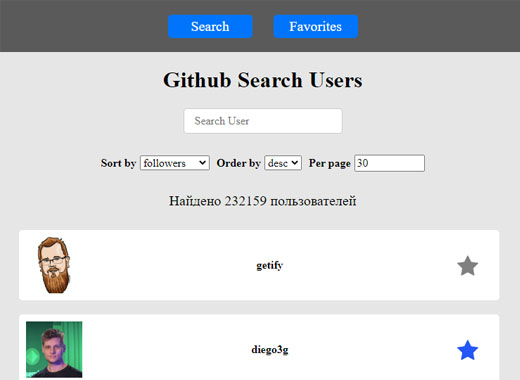 Search Favorites
Github Search Users
Search User
Sort by followers Order by desc Per page 30
Найдено 232159 пользователей
getify
diego3g